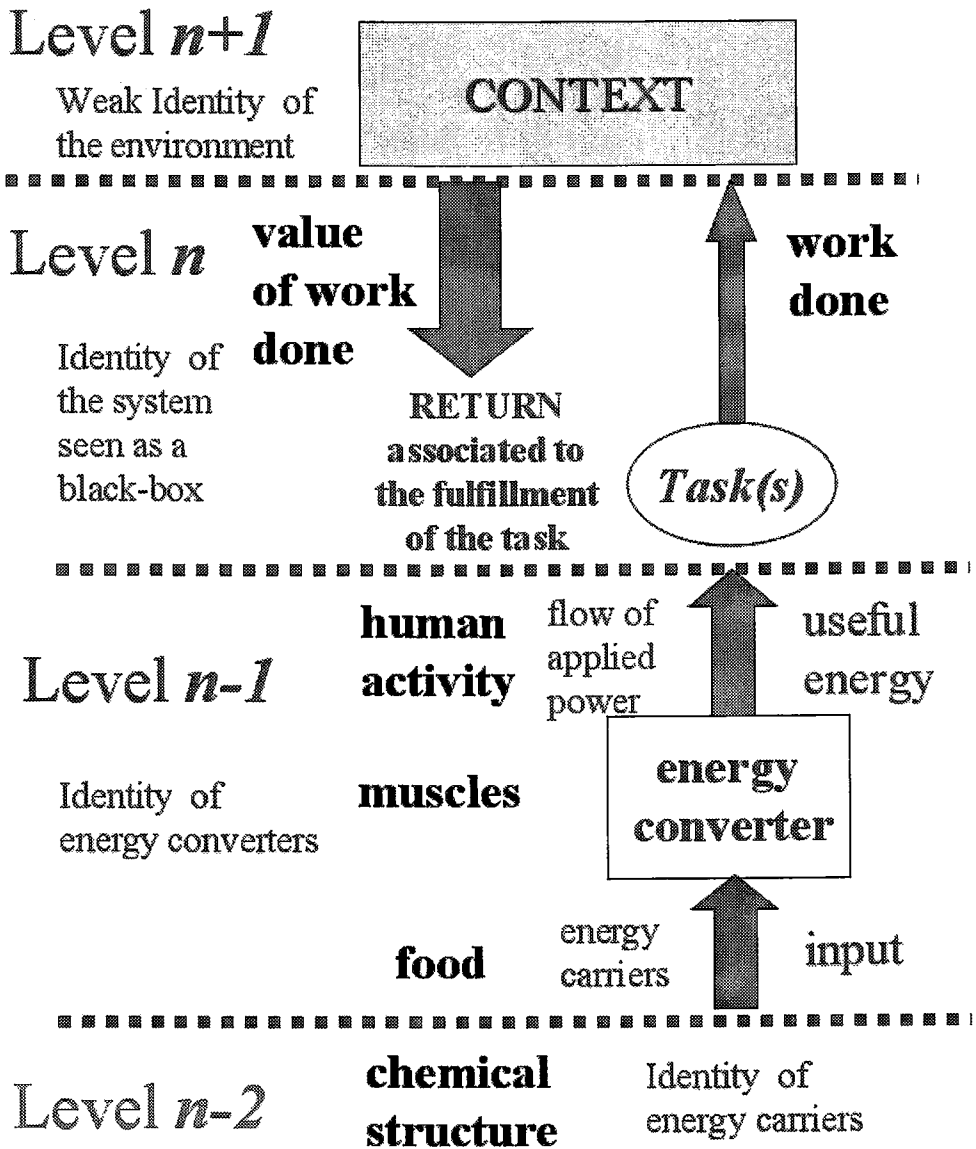 Level n+1
Weak Identity of
the environment
CONTEXT
Level n
value
of work
done
work
done
Identity of
the system
seen as a
black-box
RETURN
associated to
the fulfillment
of the task
Task(s)
Level n-1
human
activity
flow of
applied
power
useful
energy
Identity of
energy converters
muscles
energy
converter
food
energy
carriers
input
Level n-2
chemical
structure
Identity of
energy carriers